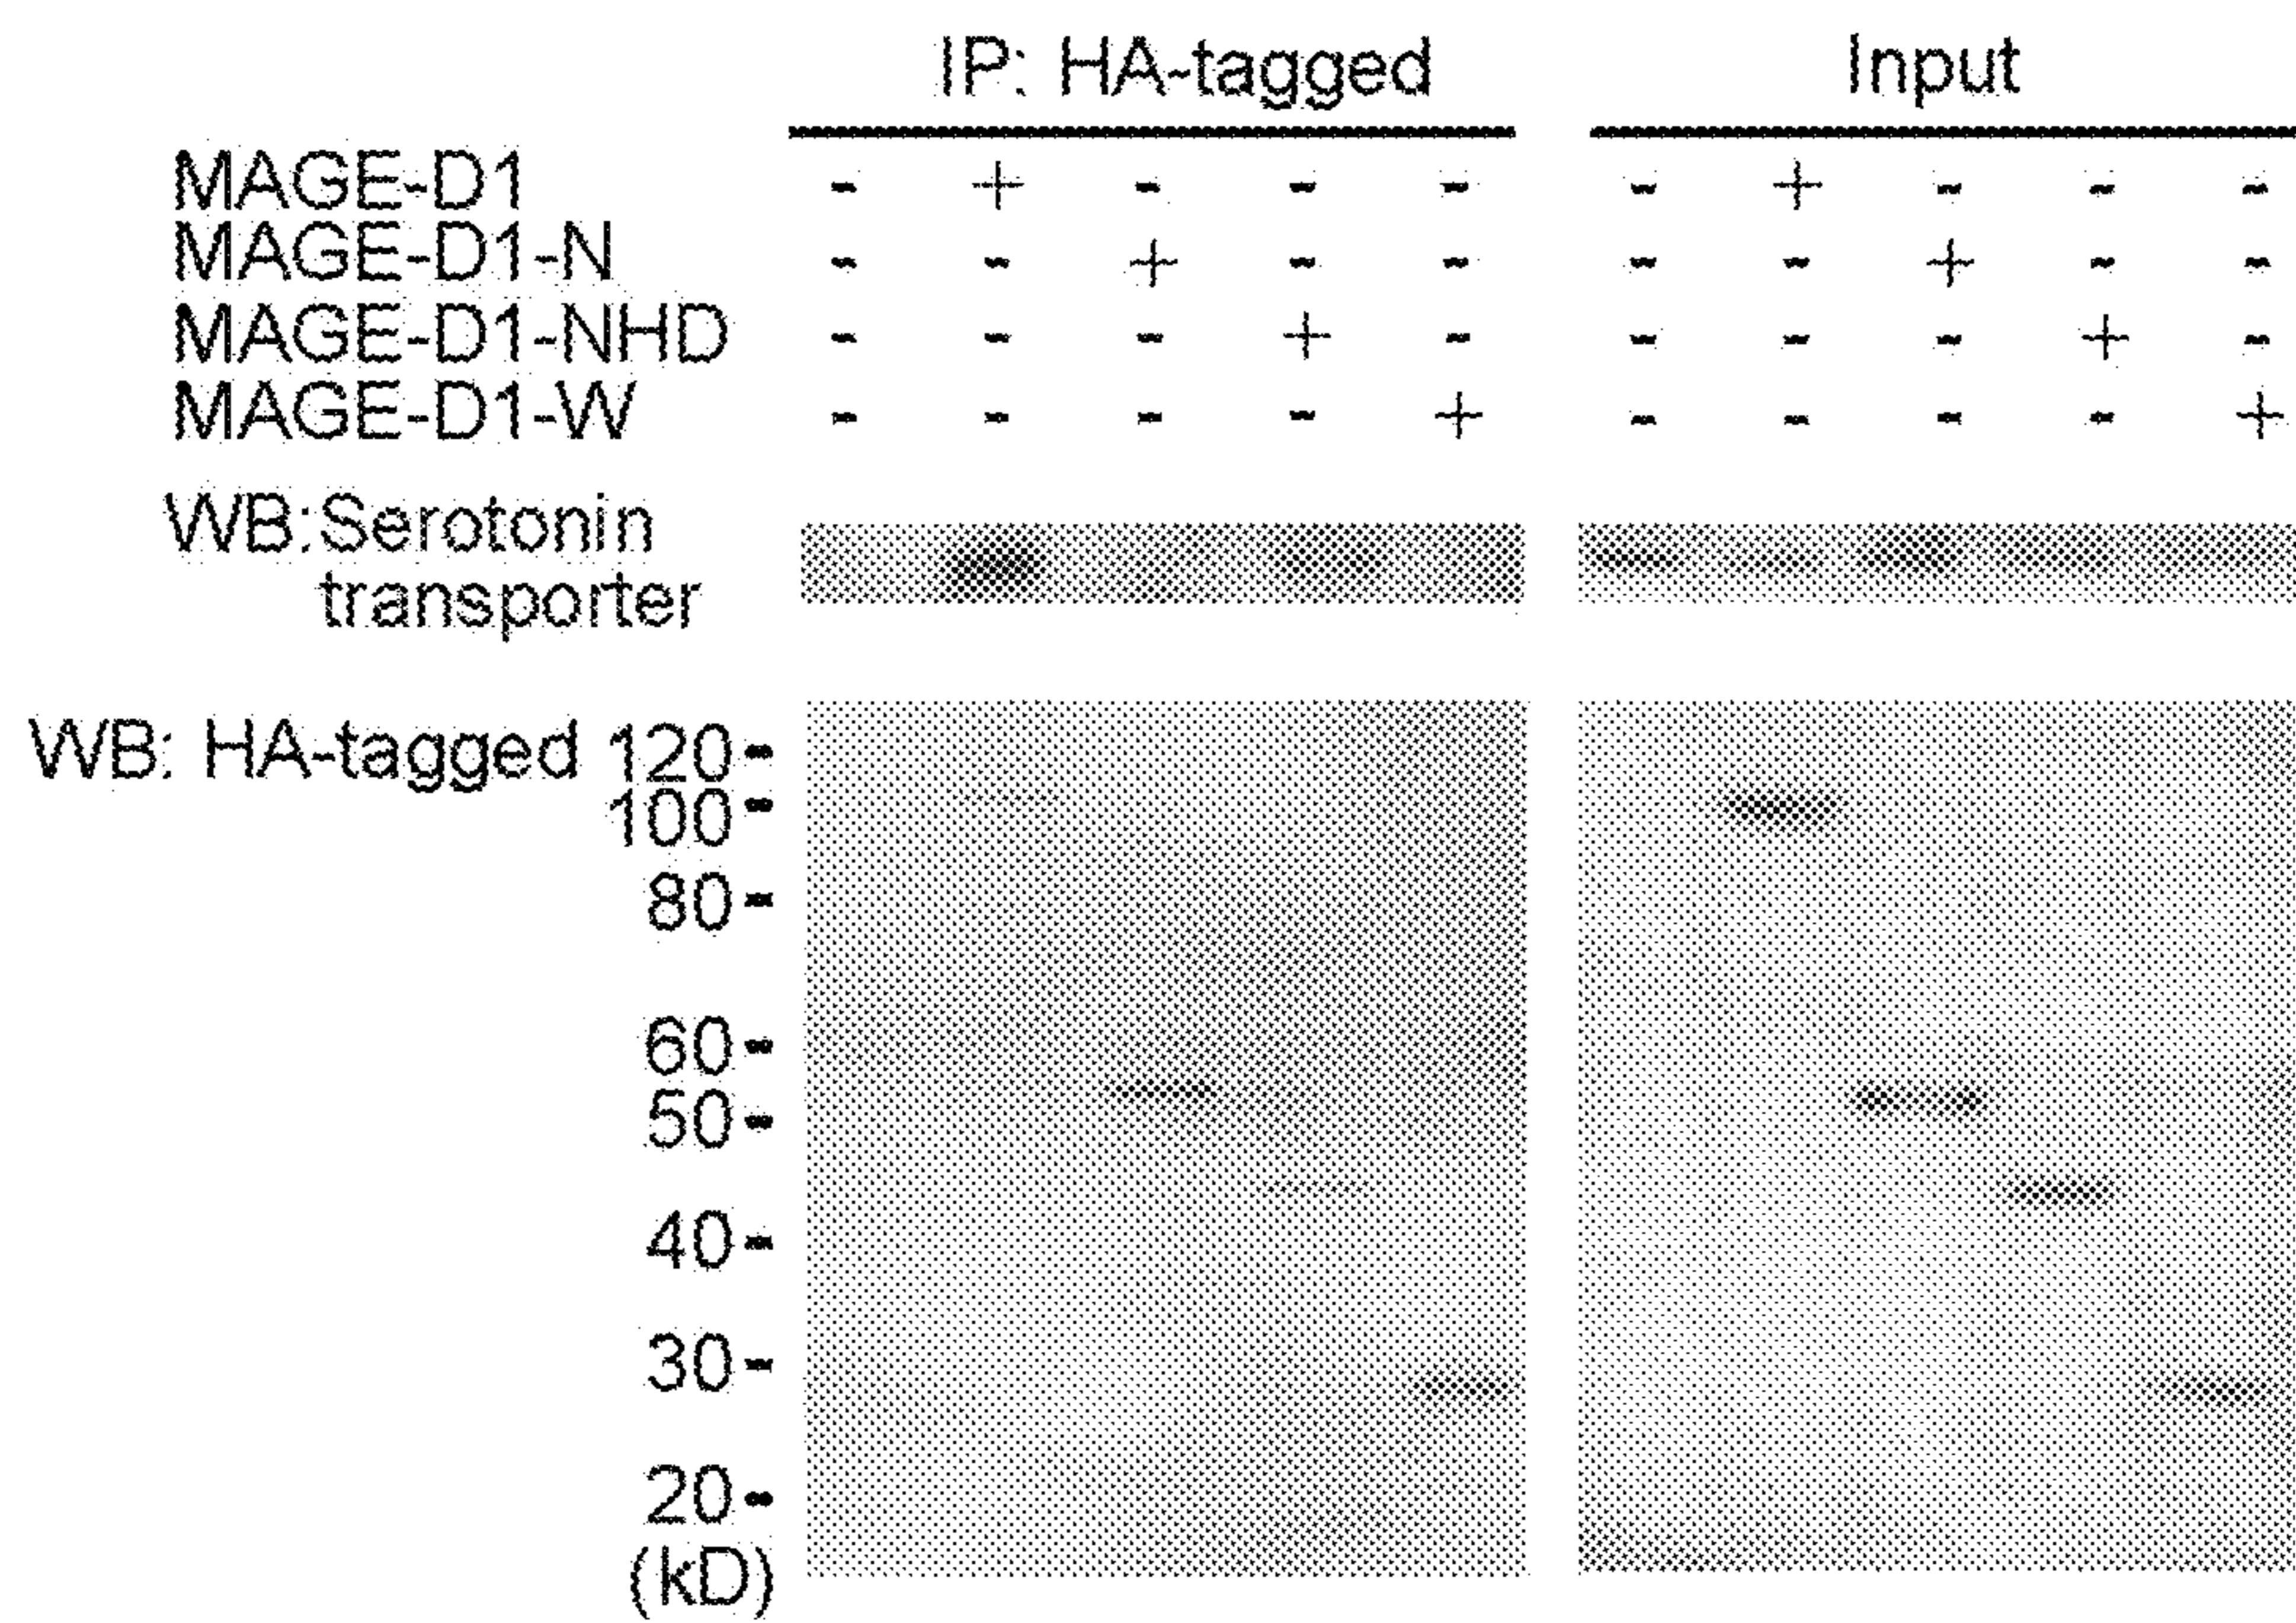 IP: HA-tagged Input
MAGE-D1 - + - - - - + - - -
MAGE-D1-N - - + - - - - + - -
MAGE-D1-NHD - - - + - - - - + -
MAGE-D1-W - - - - + - - - - +
WB:Serotonin
transporter
WB: HA-tagged 120-
100-
80-
60-
50-
40-
30-
20-
(kD)